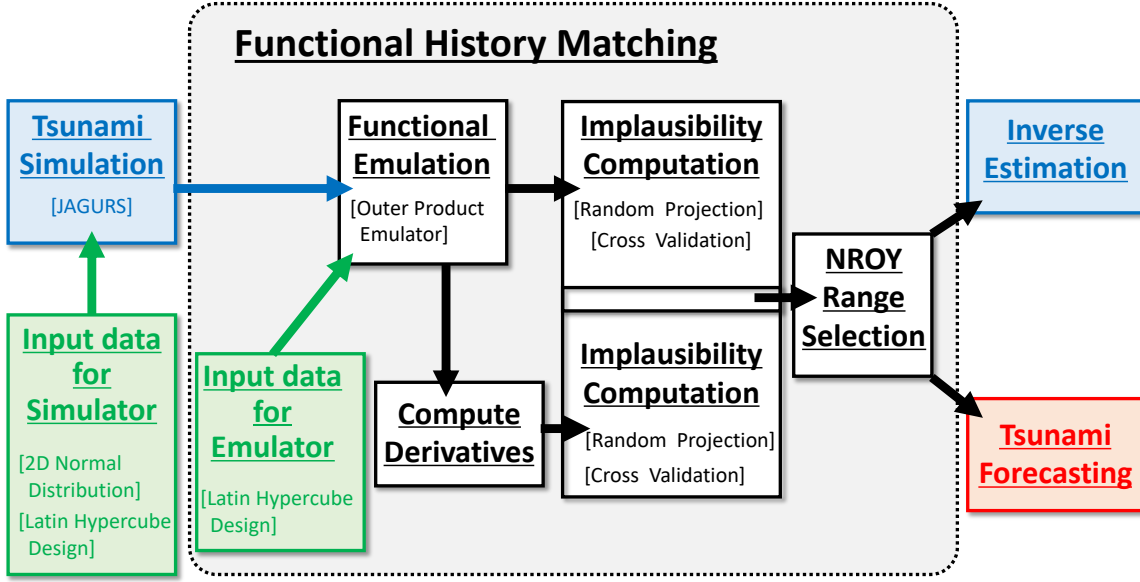 Functional History Matching
Tsunami
Simulation
[JAGURS]
Input data
for
Simulator
[2D Normal
Distribution]
[Latin Hypercube
Design]
Input data
for
Emulator
[Latin Hypercube
Design]
Functional
Emulation
[Outer Product
Emulator]
Compute
Derivatives
Implausibility
Computation
[Random Projection]
[Cross Validation]
Implausibility
Computation
[Random Projection]
[Cross Validation]
NROY
Range
Selection
Inverse
Estimation
Tsunami
Forecasting